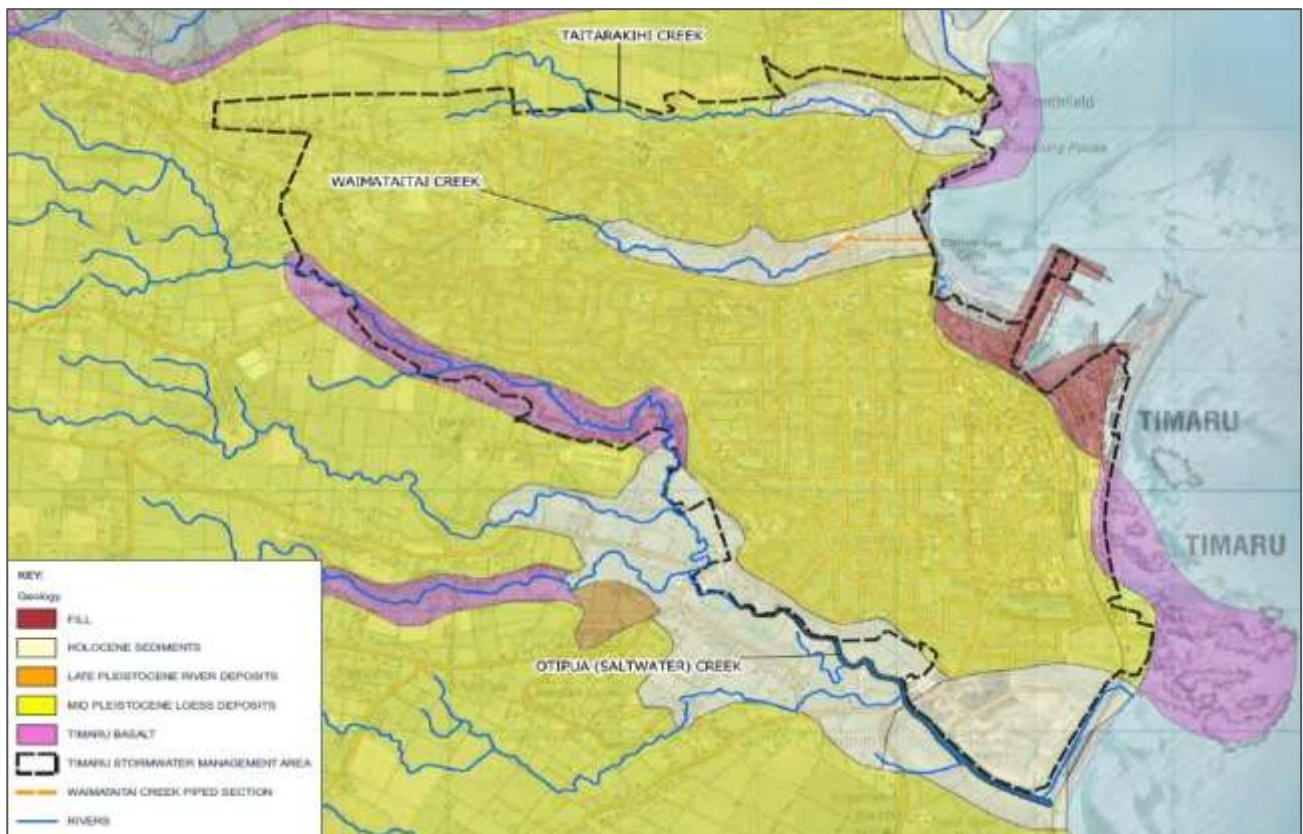 TAITARAKIHI CREEK
WAIMATAITAI CREEK
TIMARU
TIMARU
OTIPUA (SALTWATER) CREEK
KEY:
Geology
FILL
HOLOCENE SEDIMENTS
LATE PLEISTOCENE RIVER DEPOSITS
MID PLEISTOCENE LOESS DEPOSITS
TIMARU BASALT
TIMARU STORMWATER MANAGEMENT AREA
WAIMATAITAI CREEK PIPED SECTION
RIVERS